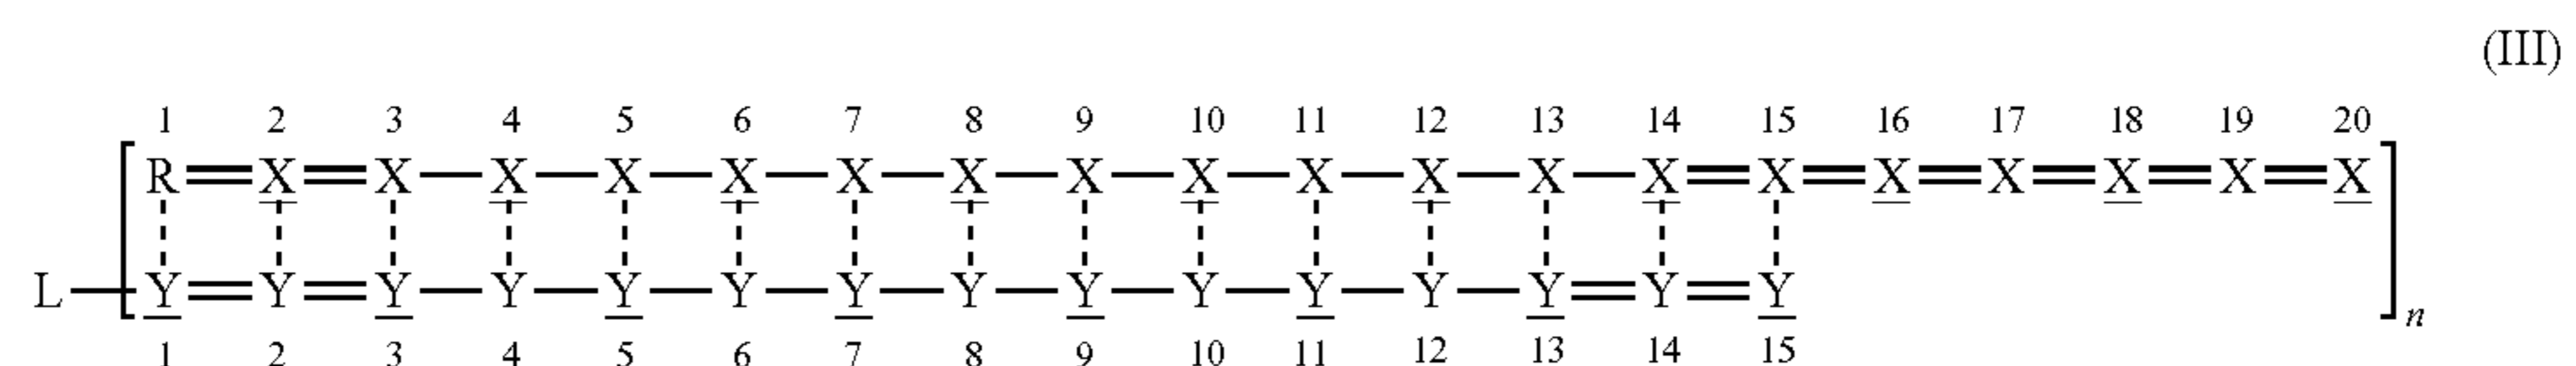 (III)
1 2 3 4 5 6 7 8 9 10 11 12 13 14 15 16 17 18 19 20
R═X═X—X—X—X—X—X—X—X—X—X—X—X═X═X═X═X═X═X
L—[Y═Y═Y—Y—Y—Y—Y—Y—Y—Y—Y—Y—Y═Y═Y]n
1 2 3 4 5 6 7 8 9 10 11 12 13 14 15